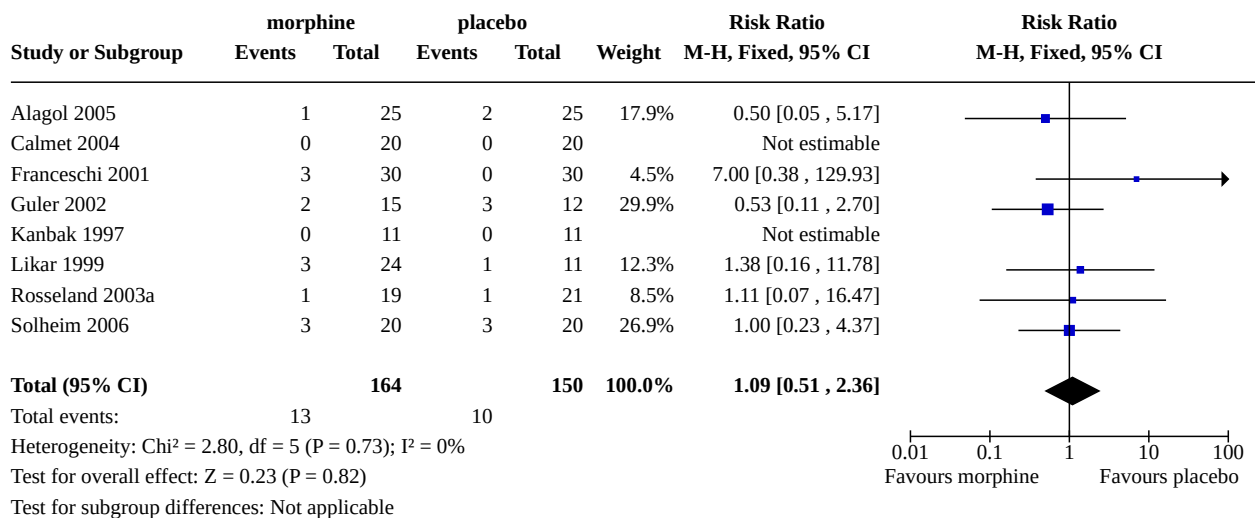 morphine placebo Risk Ratio Risk Ratio
Study or Subgroup Events Total Events Total Weight M-H, Fixed, 95% CI M-H, Fixed, 95% CI
Alagol 2005 1 25 2 25 17.9% 0.50 [0.05 , 5.17]
Calmet 2004 0 20 0 20 Not estimable
Franceschi 2001 3 30 0 30 4.5% 7.00 [0.38 , 129.93]
Guler 2002 2 15 3 12 29.9% 0.53 [0.11 , 2.70]
Kanbak 1997 0 11 0 11 Not estimable
Likar 1999 3 24 1 11 12.3% 1.38 [0.16 , 11.78]
Rosseland 2003a 1 19 1 21 8.5% 1.11 [0.07 , 16.47]
Solheim 2006 3 20 3 20 26.9% 1.00 [0.23 , 4.37]
Total (95% CI) 164 150 100.0% 1.09 [0.51 , 2.36]
Total events: 13 10
Heterogeneity: Chi² = 2.80, df = 5 (P = 0.73); I² = 0% 0.01 0.1 1 10 100
Test for overall effect: Z = 0.23 (P = 0.82) Favours morphine Favours placebo
Test for subgroup differences: Not applicable